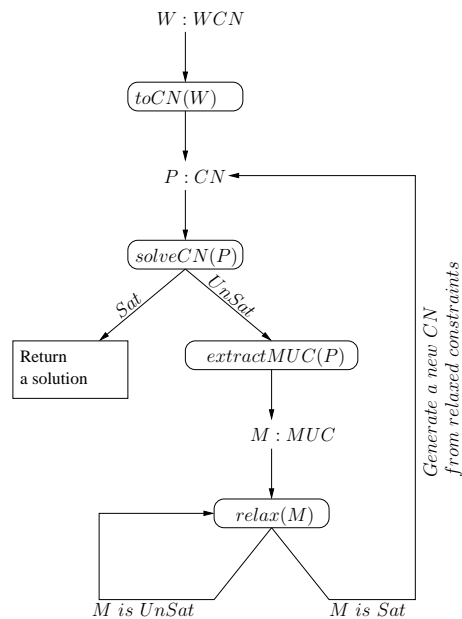 W : WCN
toCN(W)
P : CN
solveCN(P)
Sat
UnSat
Return
a solution
extractMUC(P)
M : MUC
relax(M)
M is UnSat
M is Sat
Generate a new CN
from relaxed constraints